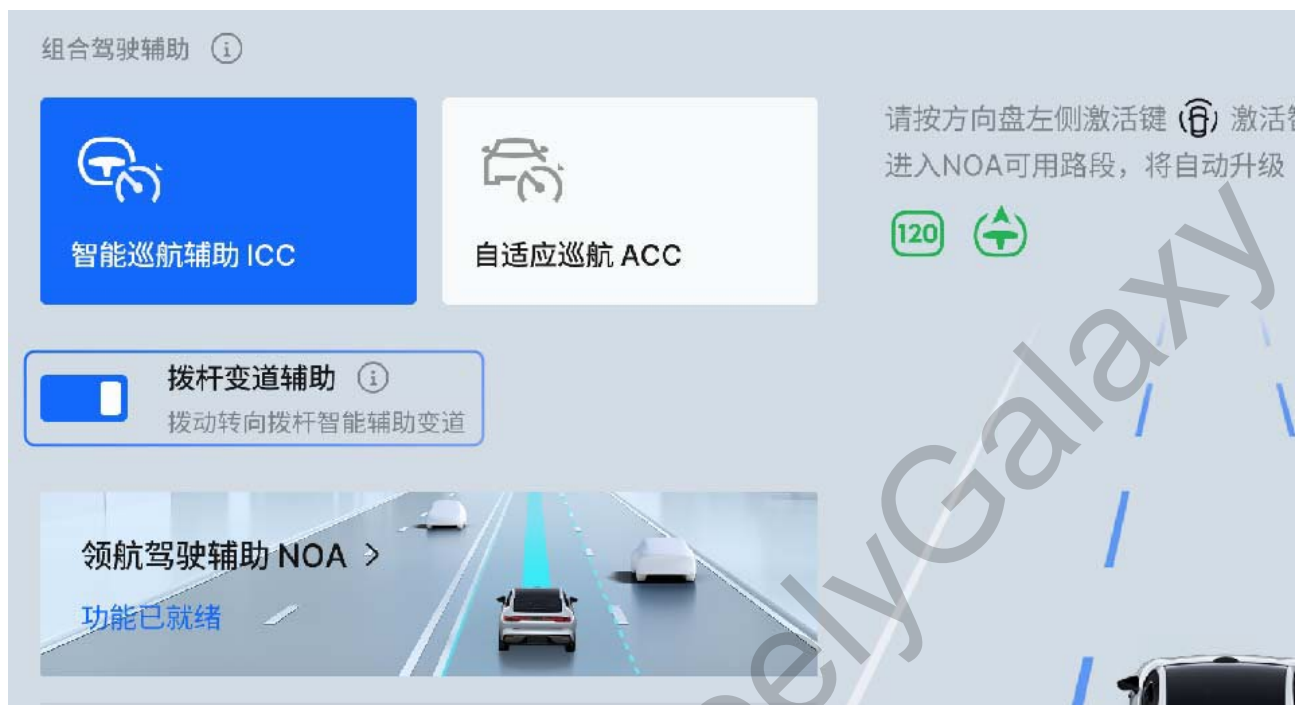 组合驾驶辅助
智能巡航辅助 ICC
自适应巡航 ACC
请按方向盘左侧激活键 激活
进入NOA可用路段，将自动升级
120
拨杆变道辅助
拨动转向拨杆智能辅助变道
领航驾驶辅助 NOA >
功能已就绪
eelyGalaxy